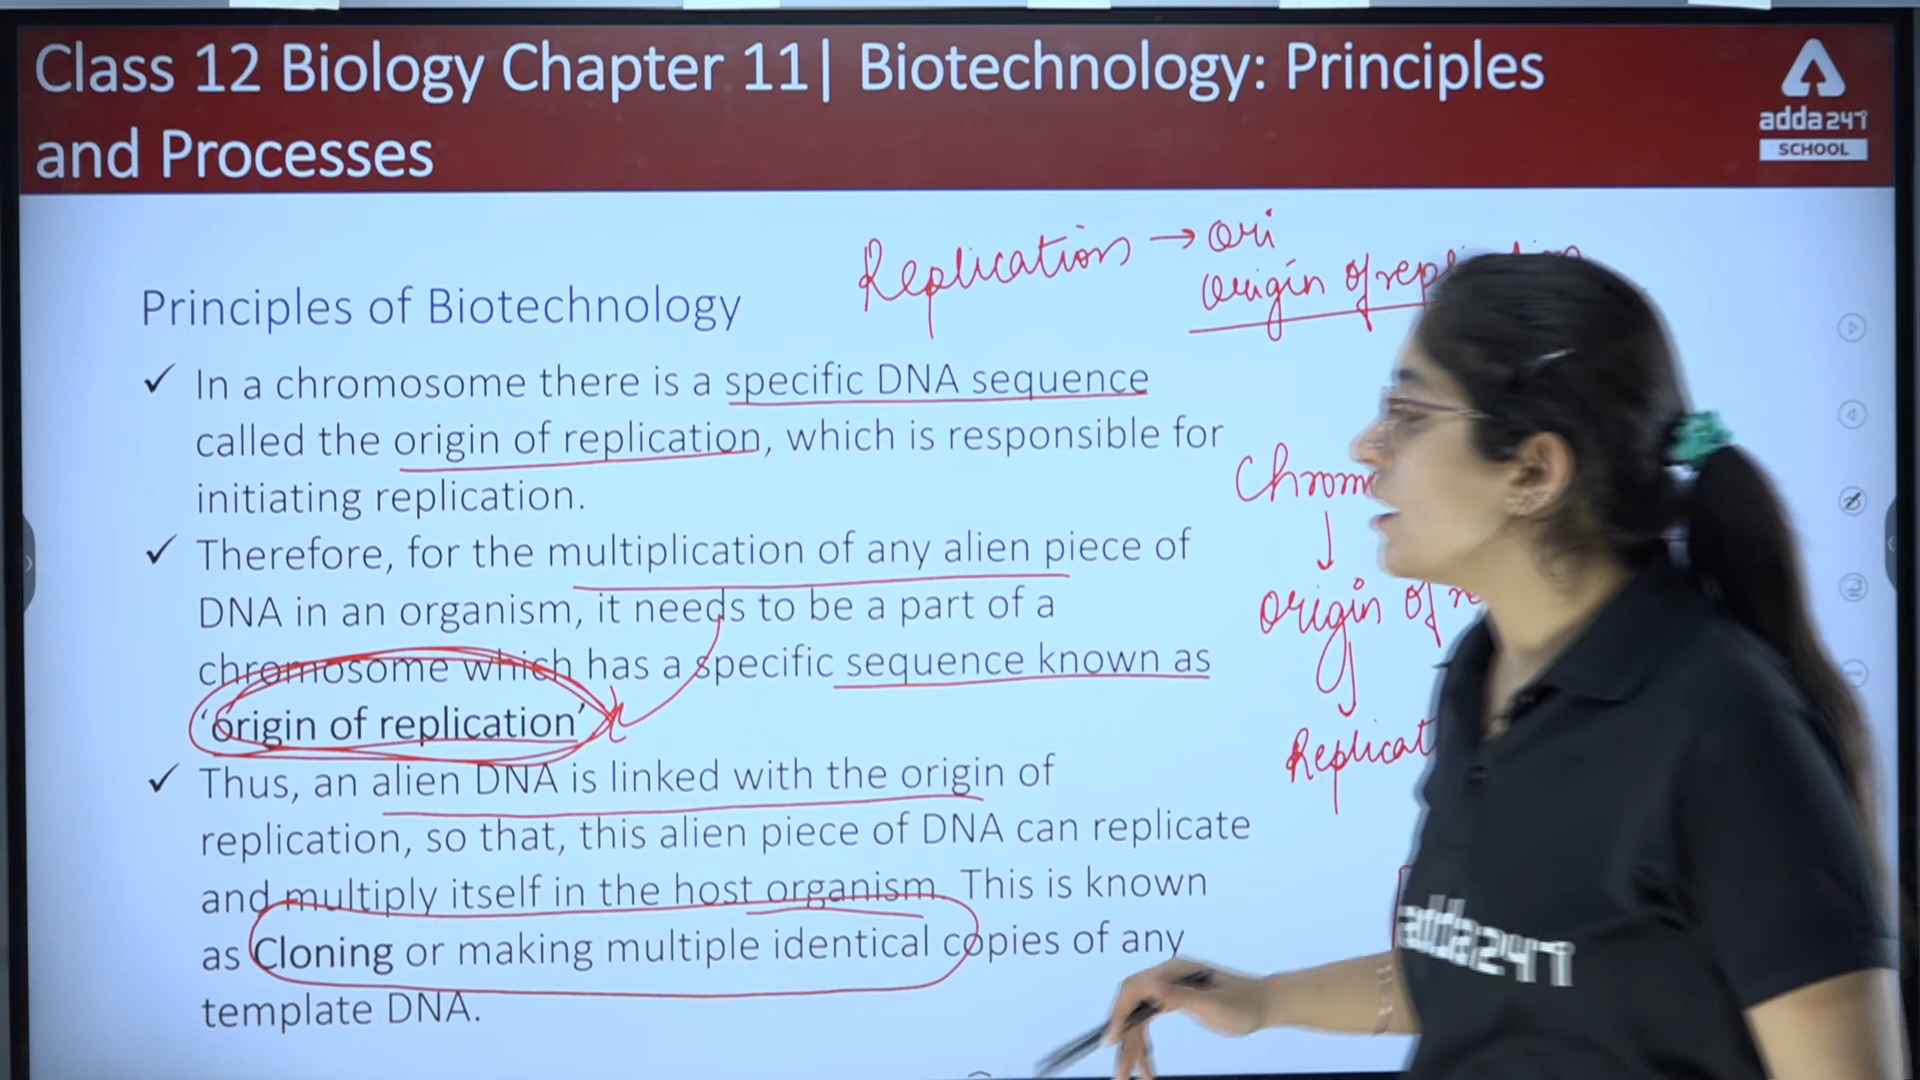 Class 12 Biology Chapter 11| Biotechnology: Principles
and Processes
adda247
SCHOOL
Replications → ori
origin of
Principles of Biotechnology
✓ In a chromosome there is a specific DNA sequence
called the origin of replication, which is responsible for
initiating replication.
✓ Therefore, for the multiplication of any alien piece of
DNA in an organism, it needs to be a part of a
chromosome which has a specific sequence known as
‘origin of replication’
✓ Thus, an alien DNA is linked with the origin of
replication, so that, this alien piece of DNA can replicate
and multiply itself in the host organism. This is known
as Cloning or making multiple identical copies of any
template DNA.
Chrom
↓
origin of
↓
Replicat
adda247